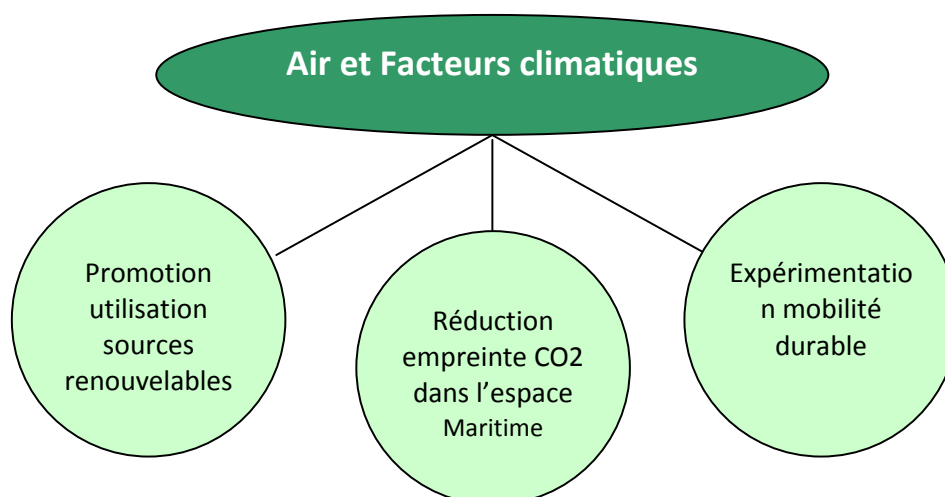 Air et Facteurs climatiques
Promotion
utilisation
sources
renouvelables
Réduction
empreinte CO2
dans l’espace
Maritime
Expérimentatio
n mobilité
durable